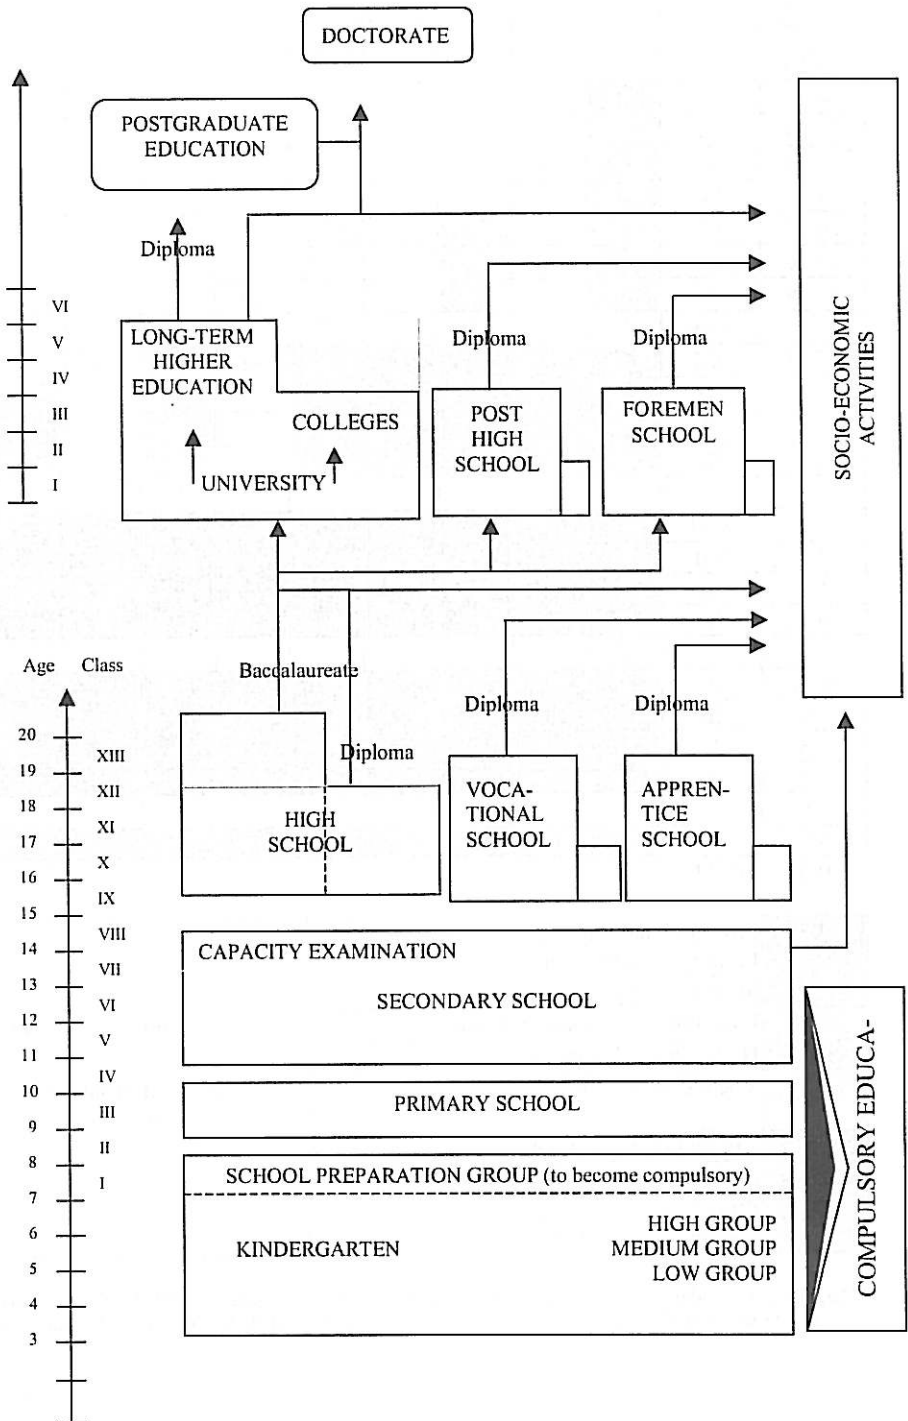 DOCTORATE
POSTGRADUATE
EDUCATION
Diploma
VI
V
IV
III
II
I
LONG-TERM
HIGHER
EDUCATION
COLLEGES
UNIVERSITY
Diploma
POST
HIGH
SCHOOL
Diploma
FOREMEN
SCHOOL
SOCIO-ECONOMIC
ACTIVITIES
Age Class
Baccalaureate
Diploma
Diploma
Diploma
20
XIII
19
XII
18
XI
17
X
16
IX
15
VIII
14
VII
13
VI
12
V
11
IV
10
III
9
II
8
I
7
6
5
4
3
HIGH
SCHOOL
VOCA-
TIONAL
SCHOOL
APPREN-
TICE
SCHOOL
CAPACITY EXAMINATION
SECONDARY SCHOOL
PRIMARY SCHOOL
SCHOOL PREPARATION GROUP (to become compulsory)
KINDERGARTEN
HIGH GROUP
MEDIUM GROUP
LOW GROUP
COMPULSORY EDUCA-